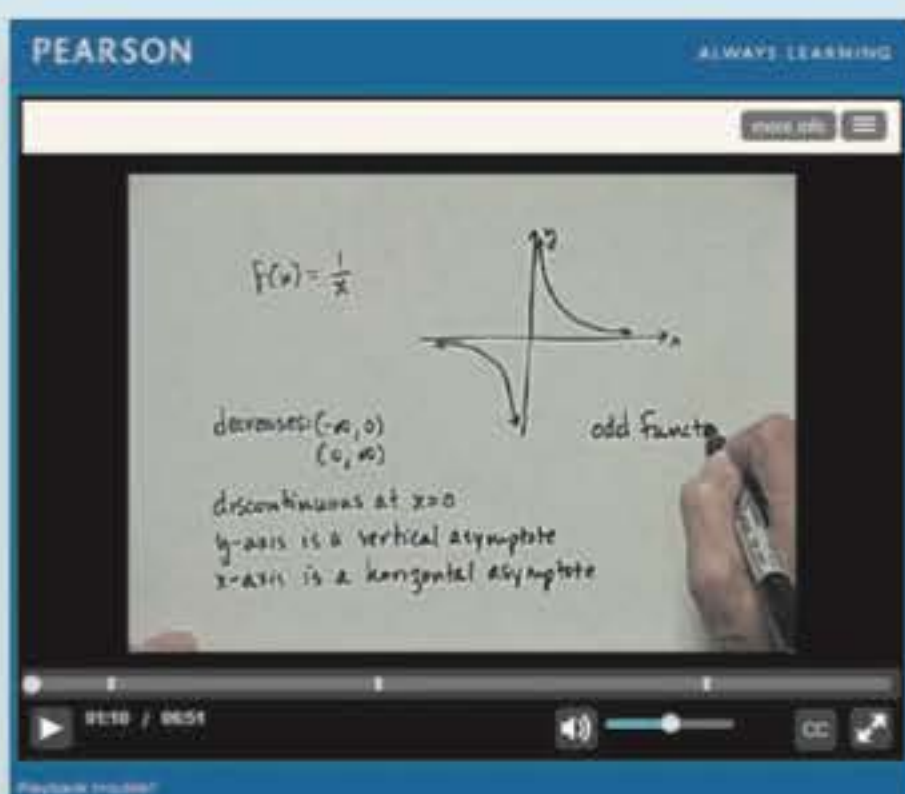 PEARSON
ALWAYS LEARNING
more info
f(x) = 1/x
y
x
decreases: (-∞, 0)
(0, ∞)
odd funct
discontinuous at x=0
y-axis is a vertical asymptote
x-axis is a horizontal asymptote
01:10 / 06:51
CC